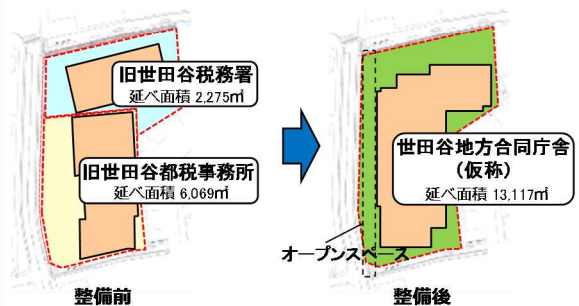 旧世田谷税務署
延べ面積 2,275㎡
旧世田谷都税事務所
延べ面積 6,069㎡
整備前
世田谷地方合同庁舎
(仮称)
延べ面積 13,117㎡
オープンスペース
整備後